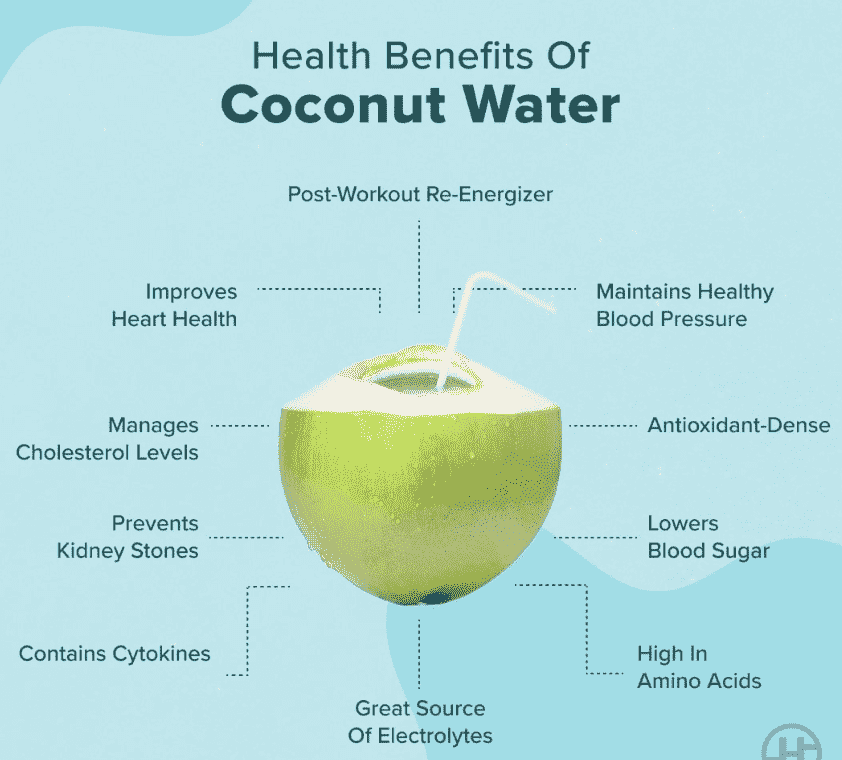 Health Benefits Of
Coconut Water
Post-Workout Re-Energizer
Improves
Heart Health
Maintains Healthy
Blood Pressure
Manages
Cholesterol Levels
Antioxidant-Dense
Prevents
Kidney Stones
Lowers
Blood Sugar
Contains Cytokines
High In
Amino Acids
Great Source
Of Electrolytes